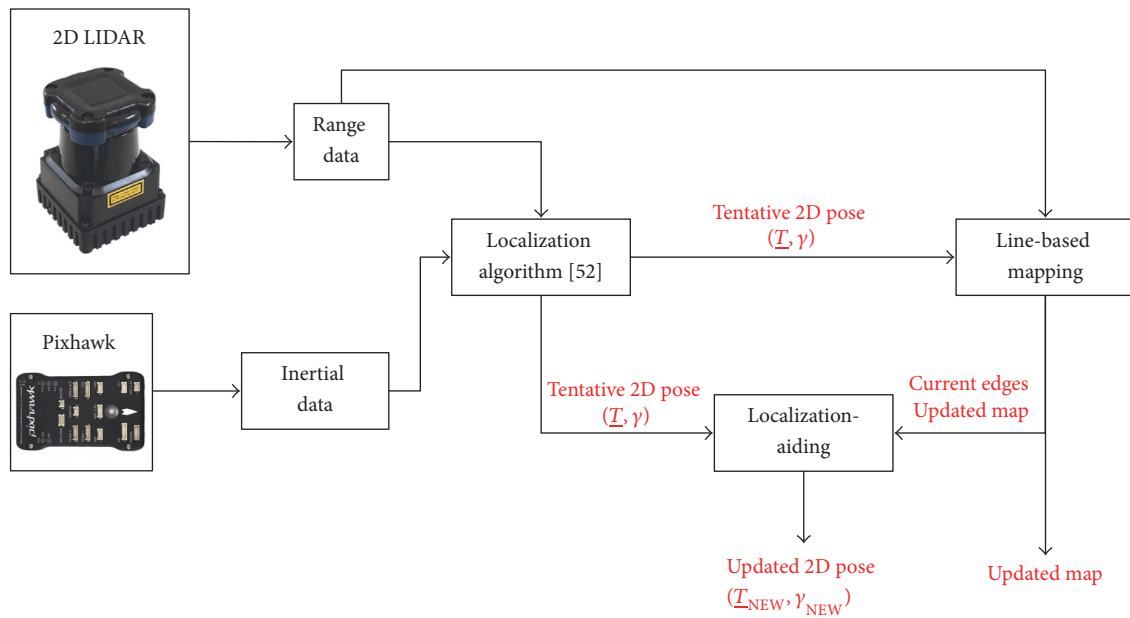 2D LIDAR
Range
data
Tentative 2D pose
(T, γ)
Localization
algorithm [52]
Line-based
mapping
Pixhawk
pixhawk
Inertial
data
Tentative 2D pose
(T, γ)
Current edges
Updated map
Localization-
aiding
Updated 2D pose
(T_NEW, γ_NEW)
Updated map